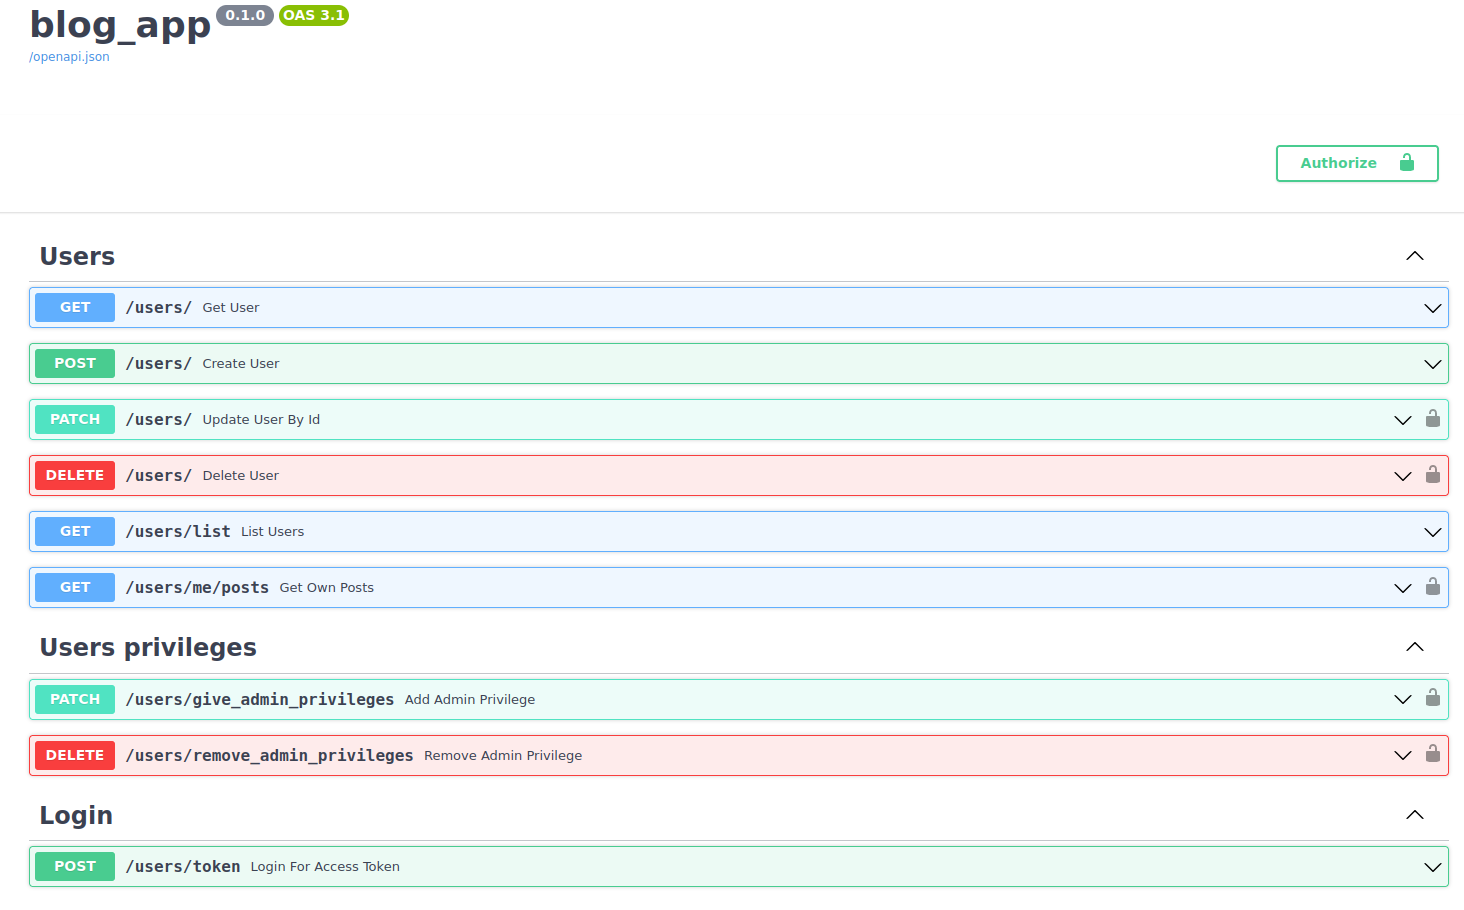 blog_app 0.1.0 OAS 3.1
/openapi.json
Authorize
Users
GET /users/ Get User
POST /users/ Create User
PATCH /users/ Update User By Id
DELETE /users/ Delete User
GET /users/list List Users
GET /users/me/posts Get Own Posts
Users privileges
PATCH /users/give_admin_privileges Add Admin Privilege
DELETE /users/remove_admin_privileges Remove Admin Privilege
Login
POST /users/token Login For Access Token